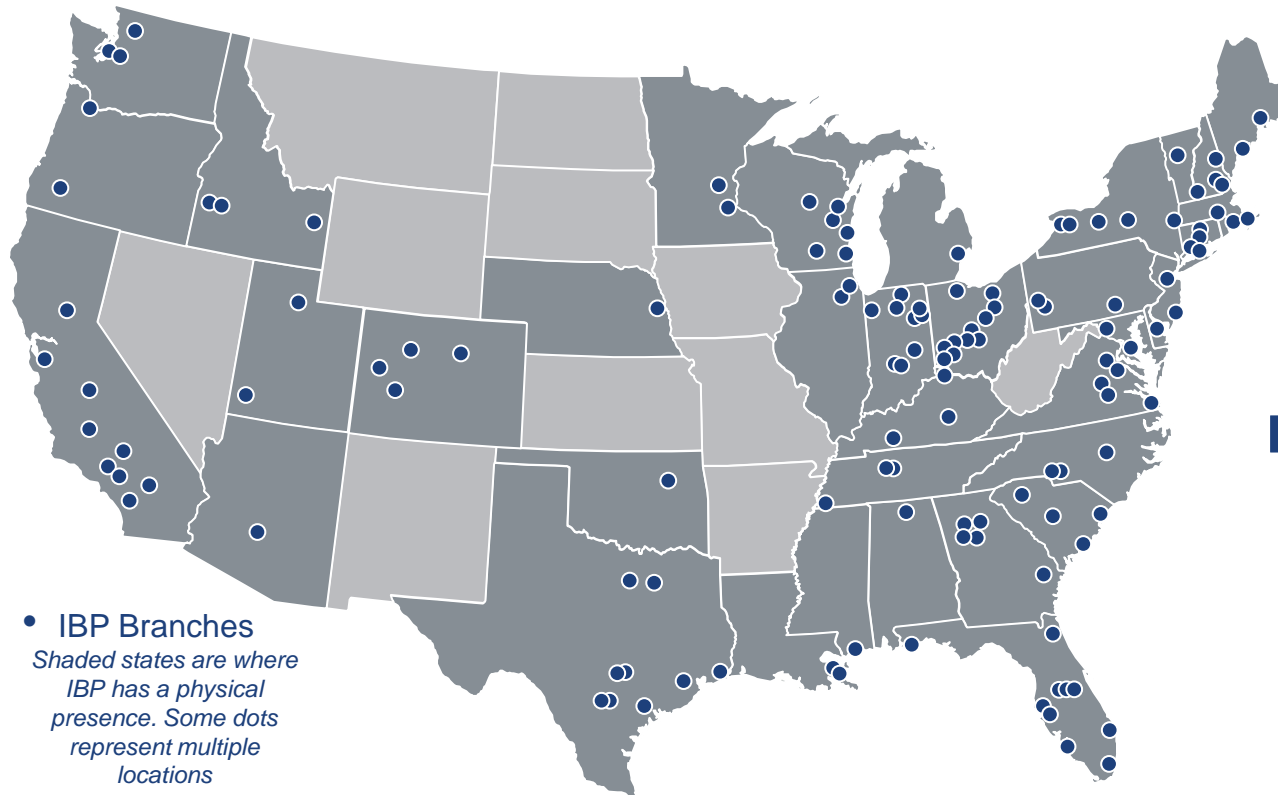 • IBP Branches
Shaded states are where
IBP has a physical
presence. Some dots
represent multiple
locations